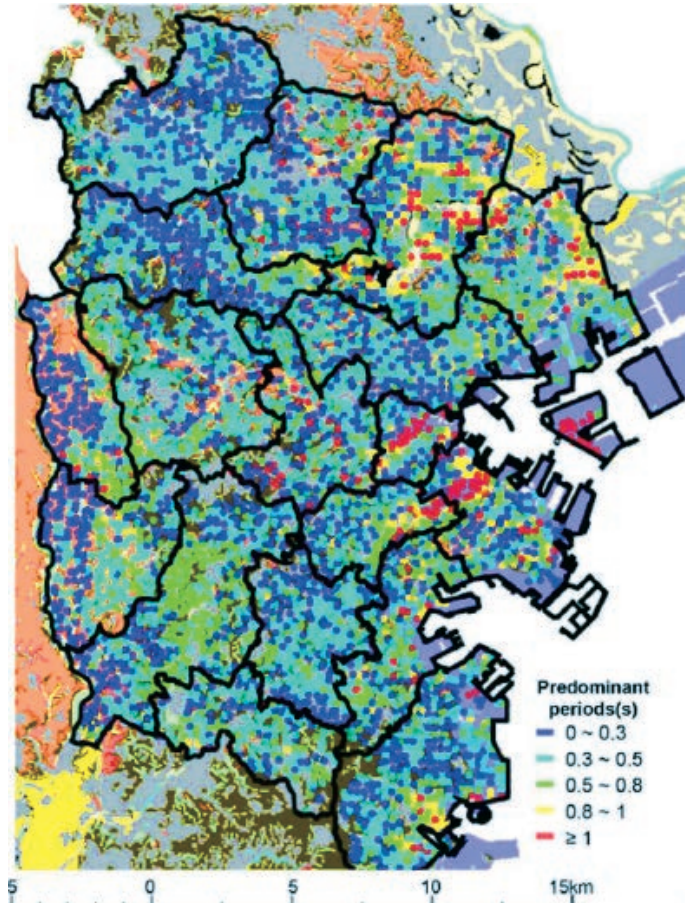 Predominant
periods(s)
0 ~ 0.3
0.3 ~ 0.5
0.5 ~ 0.8
0.8 ~ 1
≥ 1
5 0 5 10 15km